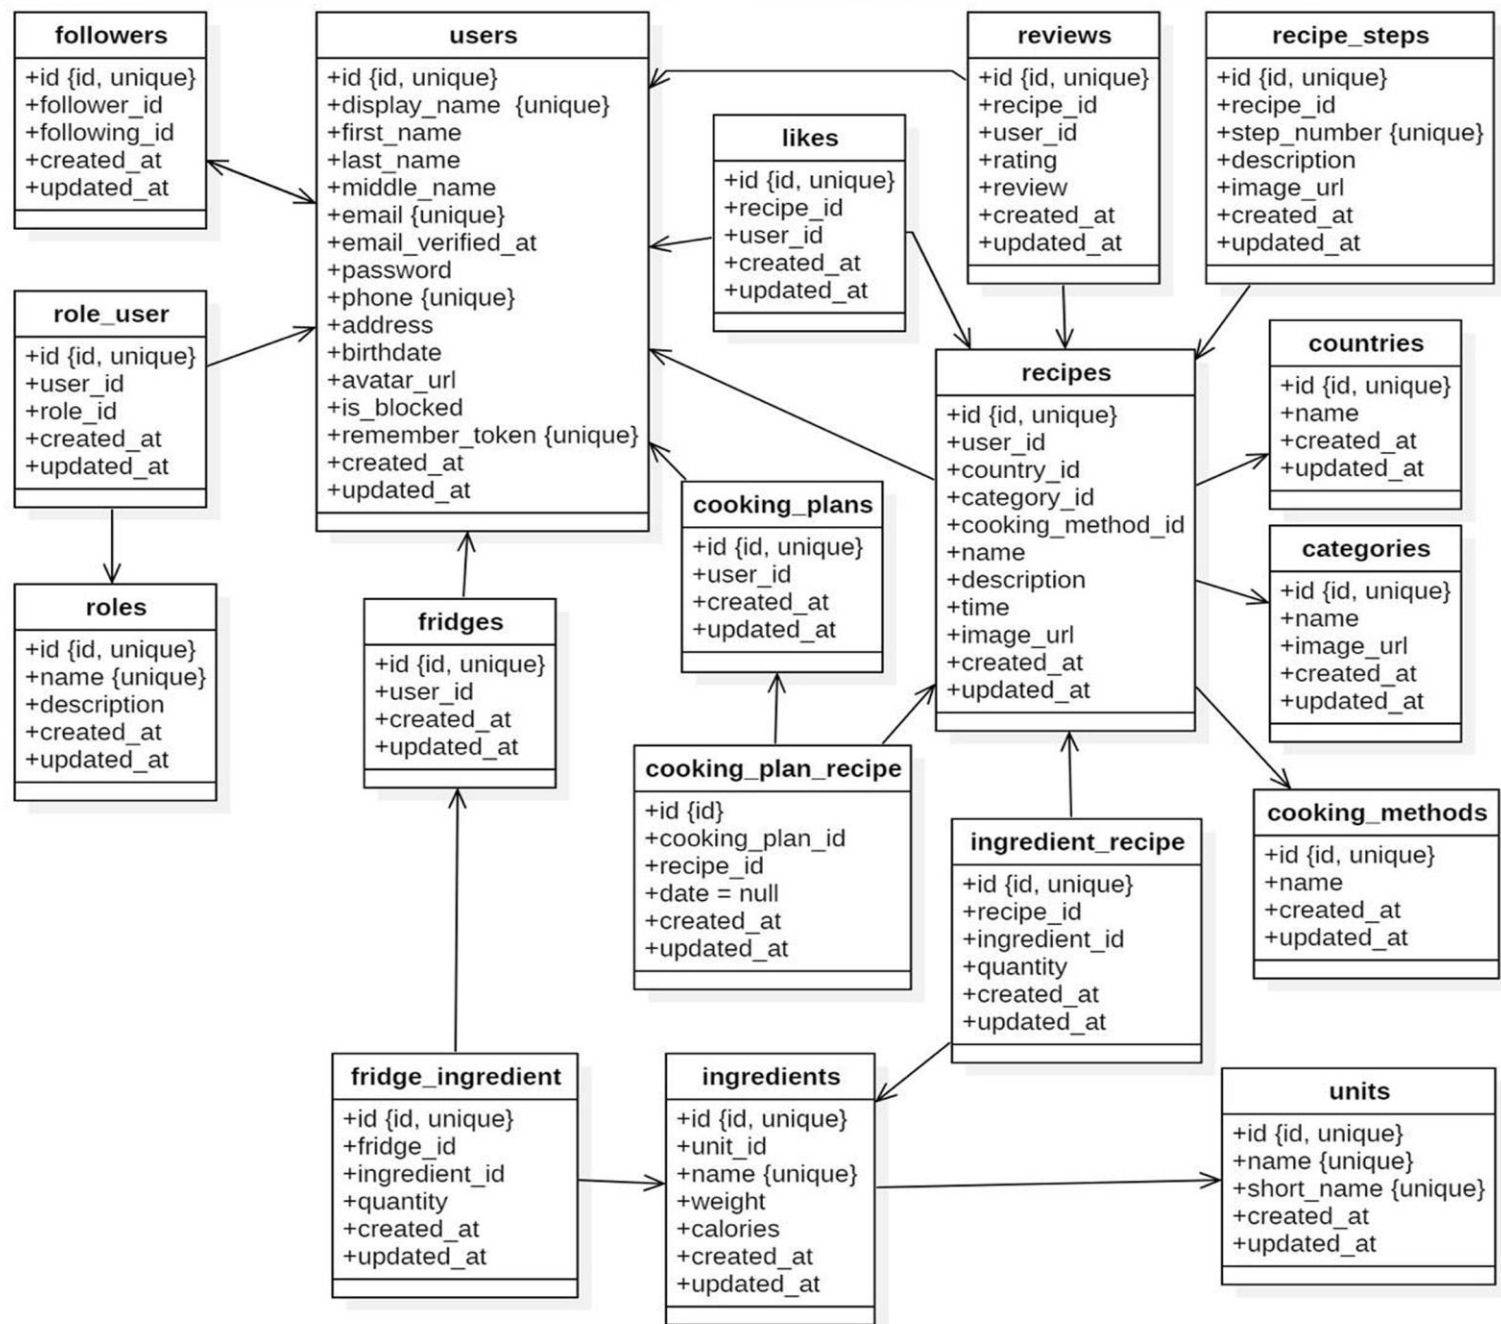 followers
+id {id, unique}
+follower_id
+following_id
+created_at
+updated_at
users
+id {id, unique}
+display_name {unique}
+first_name
+last_name
+middle_name
+email {unique}
+email_verified_at
+password
+phone {unique}
+address
+birthdate
+avatar_url
+is_blocked
+remember_token {unique}
+created_at
+updated_at
likes
+id {id, unique}
+recipe_id
+user_id
+created_at
+updated_at
reviews
+id {id, unique}
+recipe_id
+user_id
+rating
+review
+created_at
+updated_at
recipe_steps
+id {id, unique}
+recipe_id
+step_number {unique}
+description
+image_url
+created_at
+updated_at
role_user
+id {id, unique}
+user_id
+role_id
+created_at
+updated_at
recipes
+id {id, unique}
+user_id
+country_id
+category_id
+cooking_method_id
+name
+description
+time
+image_url
+created_at
+updated_at
countries
+id {id, unique}
+name
+created_at
+updated_at
cooking_plans
+id {id, unique}
+user_id
+created_at
+updated_at
categories
+id {id, unique}
+name
+image_url
+created_at
+updated_at
roles
+id {id, unique}
+name {unique}
+description
+created_at
+updated_at
fridges
+id {id, unique}
+user_id
+created_at
+updated_at
cooking_plan_recipe
+id {id}
+cooking_plan_id
+recipe_id
+date = null
+created_at
+updated_at
ingredient_recipe
+id {id, unique}
+recipe_id
+ingredient_id
+quantity
+created_at
+updated_at
cooking_methods
+id {id, unique}
+name
+created_at
+updated_at
fridge_ingredient
+id {id, unique}
+fridge_id
+ingredient_id
+quantity
+created_at
+updated_at
ingredients
+id {id, unique}
+unit_id
+name {unique}
+weight
+calories
+created_at
+updated_at
units
+id {id, unique}
+name {unique}
+short_name {unique}
+created_at
+updated_at